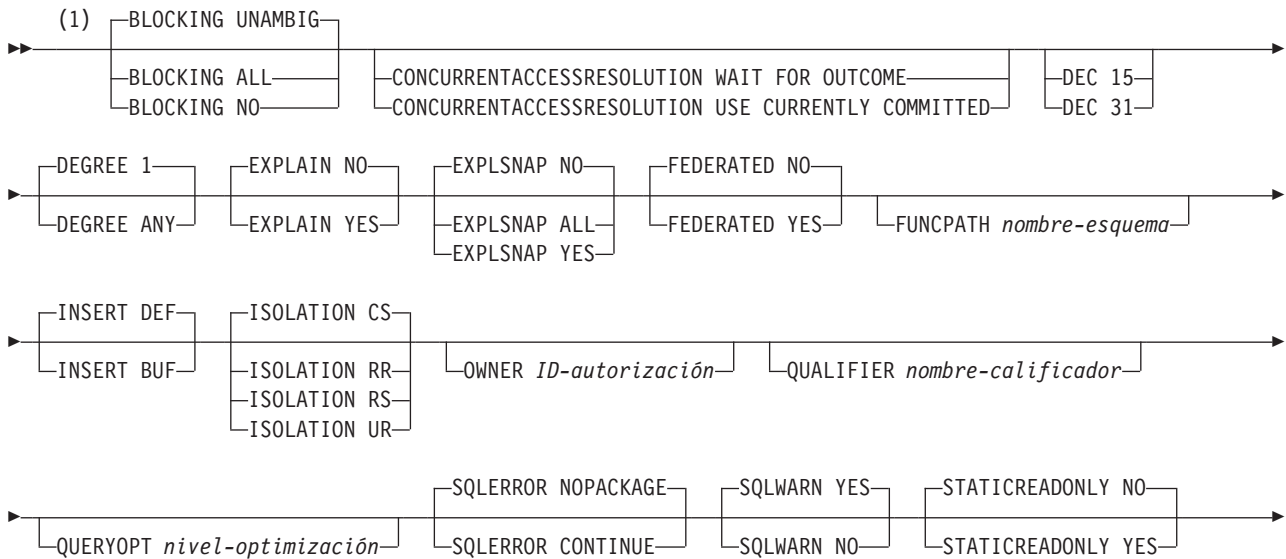 (1) BLOCKING UNAMBIG
BLOCKING ALL CONCURRENTACCESSRESOLUTION WAIT FOR OUTCOME DEC 15
BLOCKING NO CONCURRENTACCESSRESOLUTION USE CURRENTLY COMMITTED DEC 31
DEGREE 1 EXPLAIN NO EXPLSNAP NO FEDERATED NO
DEGREE ANY EXPLAIN YES EXPLSNAP ALL FEDERATED YES FUNCPATH nombre-esquema
EXPLSNAP YES
INSERT DEF ISOLATION CS
INSERT BUF ISOLATION RR OWNER ID-autorización QUALIFIER nombre-calificador
ISOLATION RS
ISOLATION UR
SQLERROR NOPACKAGE SQLWARN YES STATICREADONLY NO
QUERYOPT nivel-optimización SQLERROR CONTINUE SQLWARN NO STATICREADONLY YES